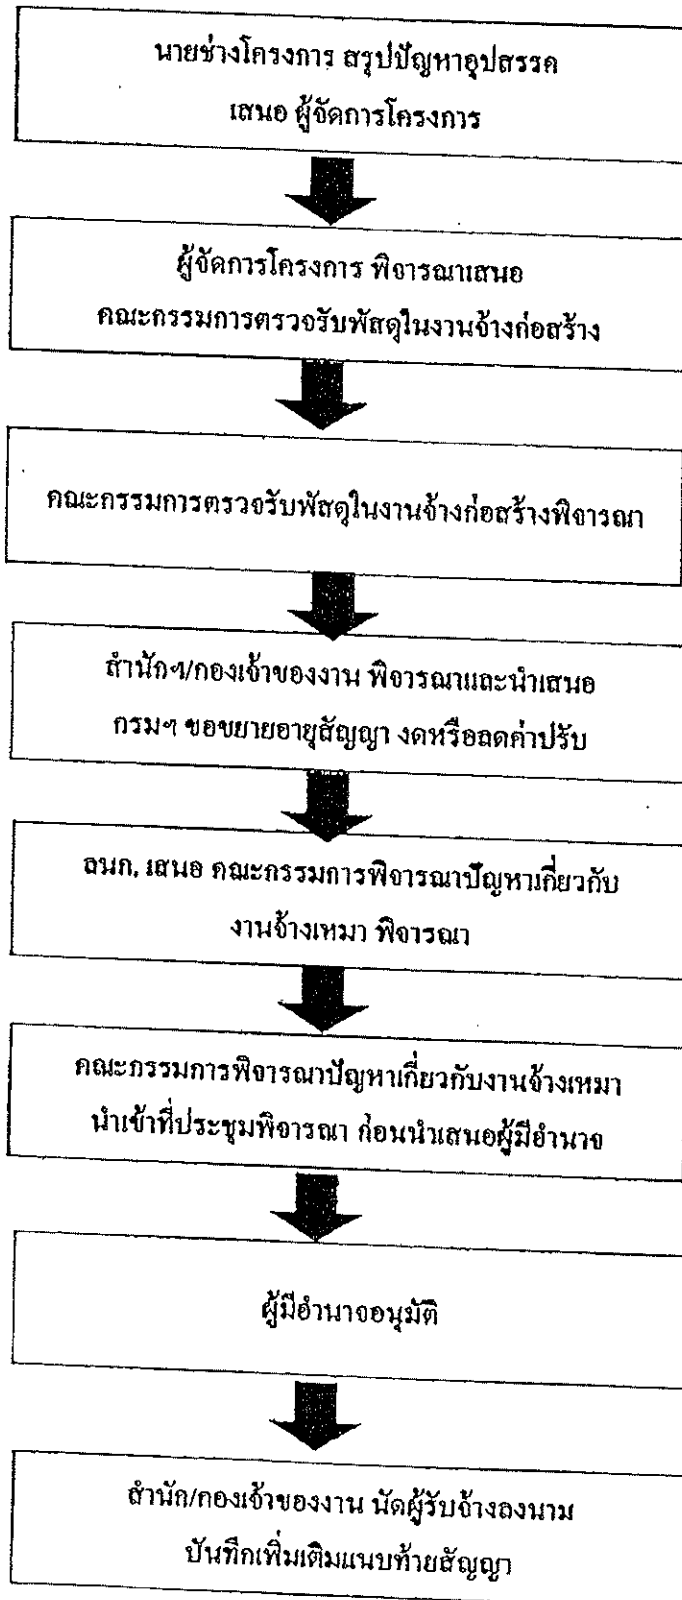 นายช่างโครงการ สรุปปัญหาอุปสรรค
เสนอ ผู้จัดการโครงการ
ผู้จัดการโครงการ พิจารณาเสนอ
คณะกรรมการตรวจรับพัสดุในงานจ้างก่อสร้าง
คณะกรรมการตรวจรับพัสดุในงานจ้างก่อสร้างพิจารณา
สำนักฯ/กองเจ้าของงาน พิจารณาและนำเสนอ
กรมฯ ขอขยายอายุสัญญา งดหรือลดค่าปรับ
ลนก. เสนอ คณะกรรมการพิจารณาปัญหาเกี่ยวกับ
งานจ้างเหมา พิจารณา
คณะกรรมการพิจารณาปัญหาเกี่ยวกับงานจ้างเหมา
นำเข้าที่ประชุมพิจารณา ก่อนนำเสนอผู้มีอำนาจ
ผู้มีอำนาจอนุมัติ
สำนัก/กองเจ้าของงาน นัดผู้รับจ้างลงนาม
บันทึกเพิ่มเติมแนบท้ายสัญญา